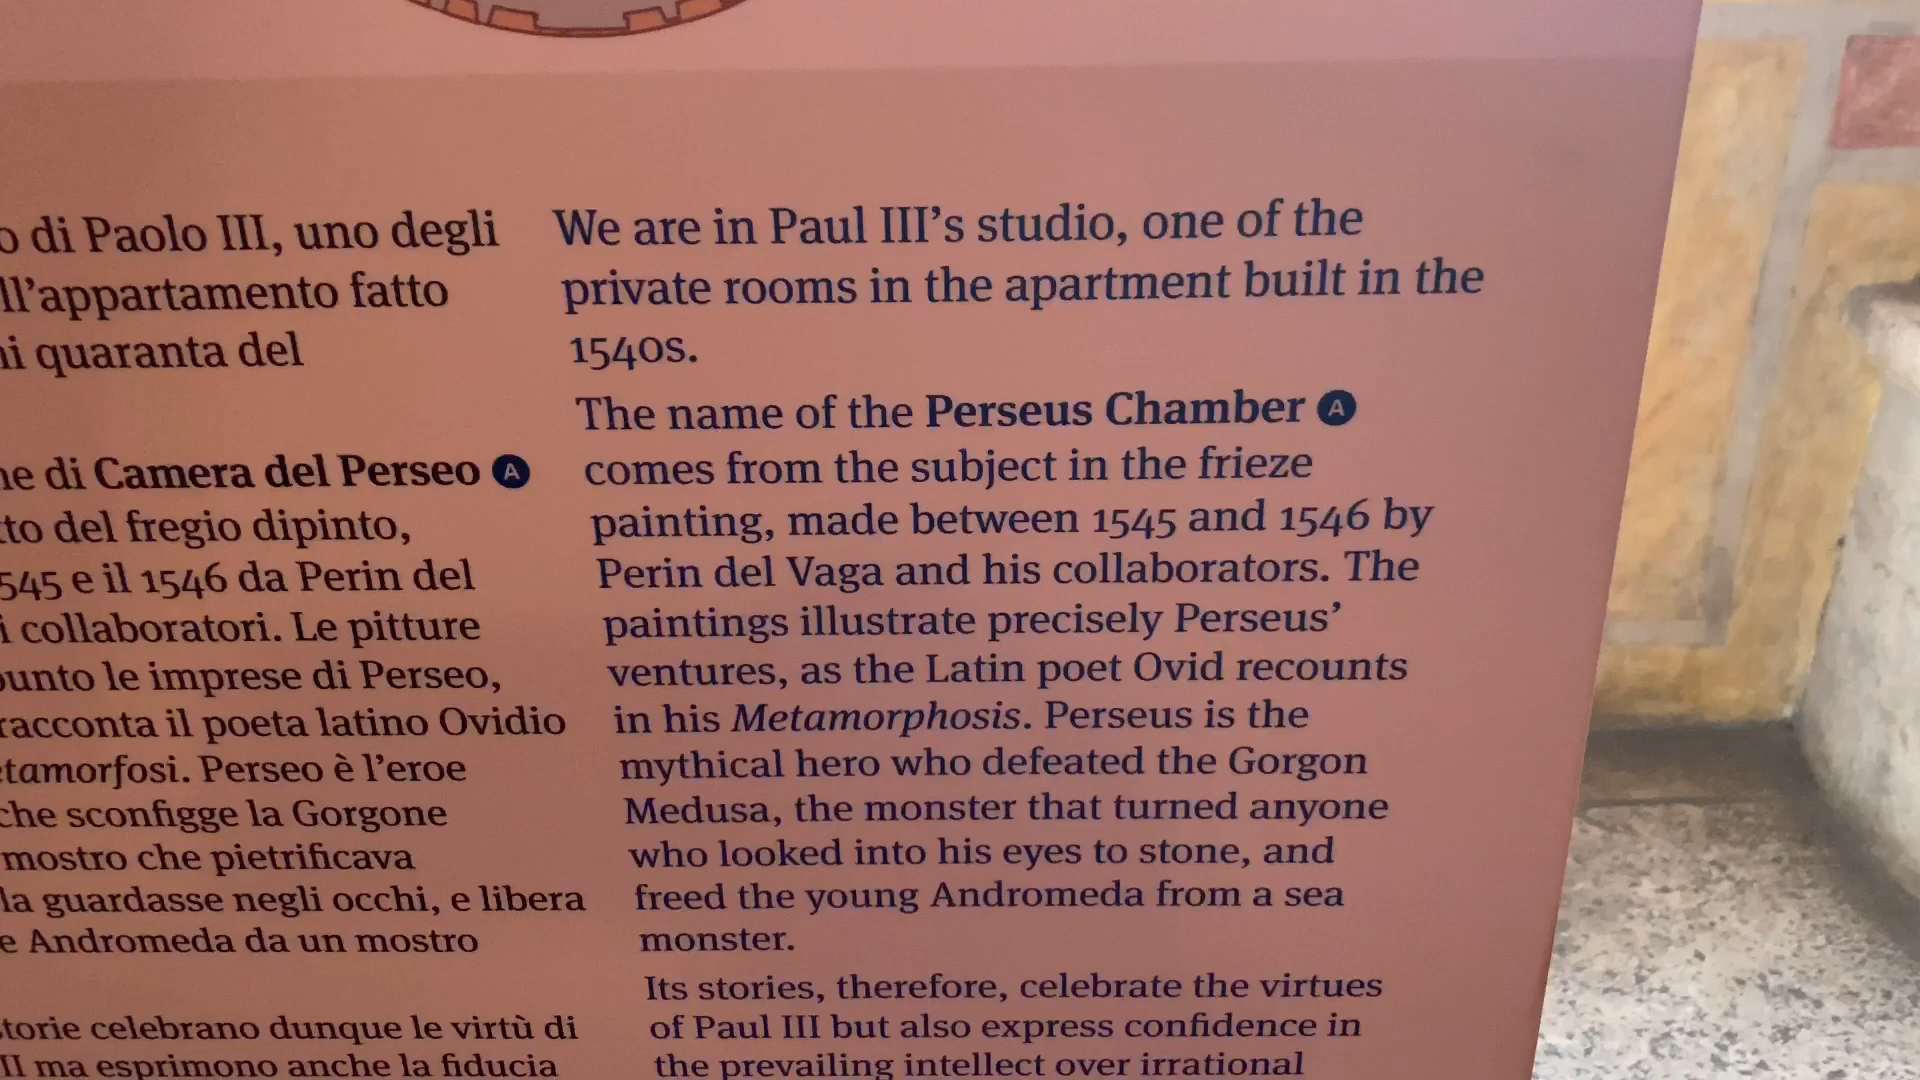 di Paolo III, uno degli
ll'appartamento fatto
quaranta del
di Camera del Perseo A
del fregio dipinto,
545 e il 1546 da Perin del
i collaboratori. Le pitture
le imprese di Perseo,
racconta il poeta latino Ovidio
tamorfosi. Perseo è l'eroe
che sconfigge la Gorgone
mostro che pietrificava
la guardasse negli occhi, e libera
e Andromeda da un mostro
torie celebrano dunque le virtù di
II ma esprimono anche la fiducia
We are in Paul III's studio, one of the
private rooms in the apartment built in the
1540s.
The name of the Perseus Chamber A
comes from the subject in the frieze
painting, made between 1545 and 1546 by
Perin del Vaga and his collaborators. The
paintings illustrate precisely Perseus'
ventures, as the Latin poet Ovid recounts
in his Metamorphosis. Perseus is the
mythical hero who defeated the Gorgon
Medusa, the monster that turned anyone
who looked into his eyes to stone, and
freed the young Andromeda from a sea
monster.
Its stories, therefore, celebrate the virtues
of Paul III but also express confidence in
the prevailing intellect over irrational